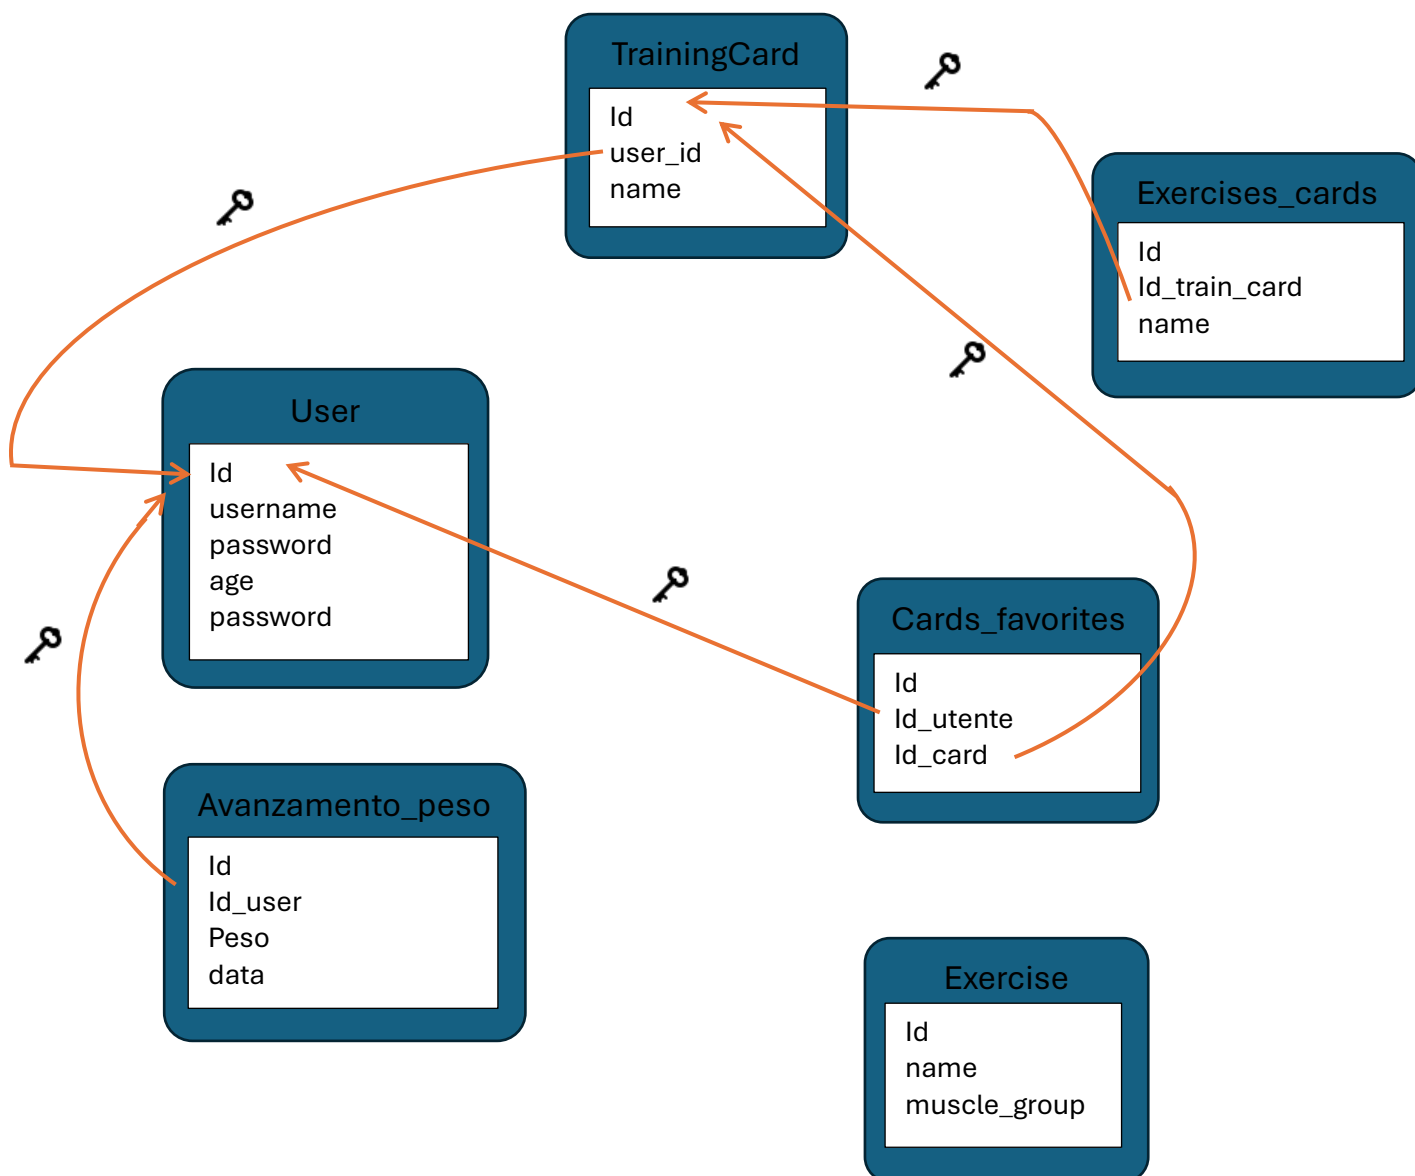 TrainingCard
Id
user_id
name
Exercises_cards
Id
Id_train_card
name
User
Id
username
password
age
password
Cards_favorites
Id
Id_utente
Id_card
Avanzamento_peso
Id
Id_user
Peso
data
Exercise
Id
name
muscle_group